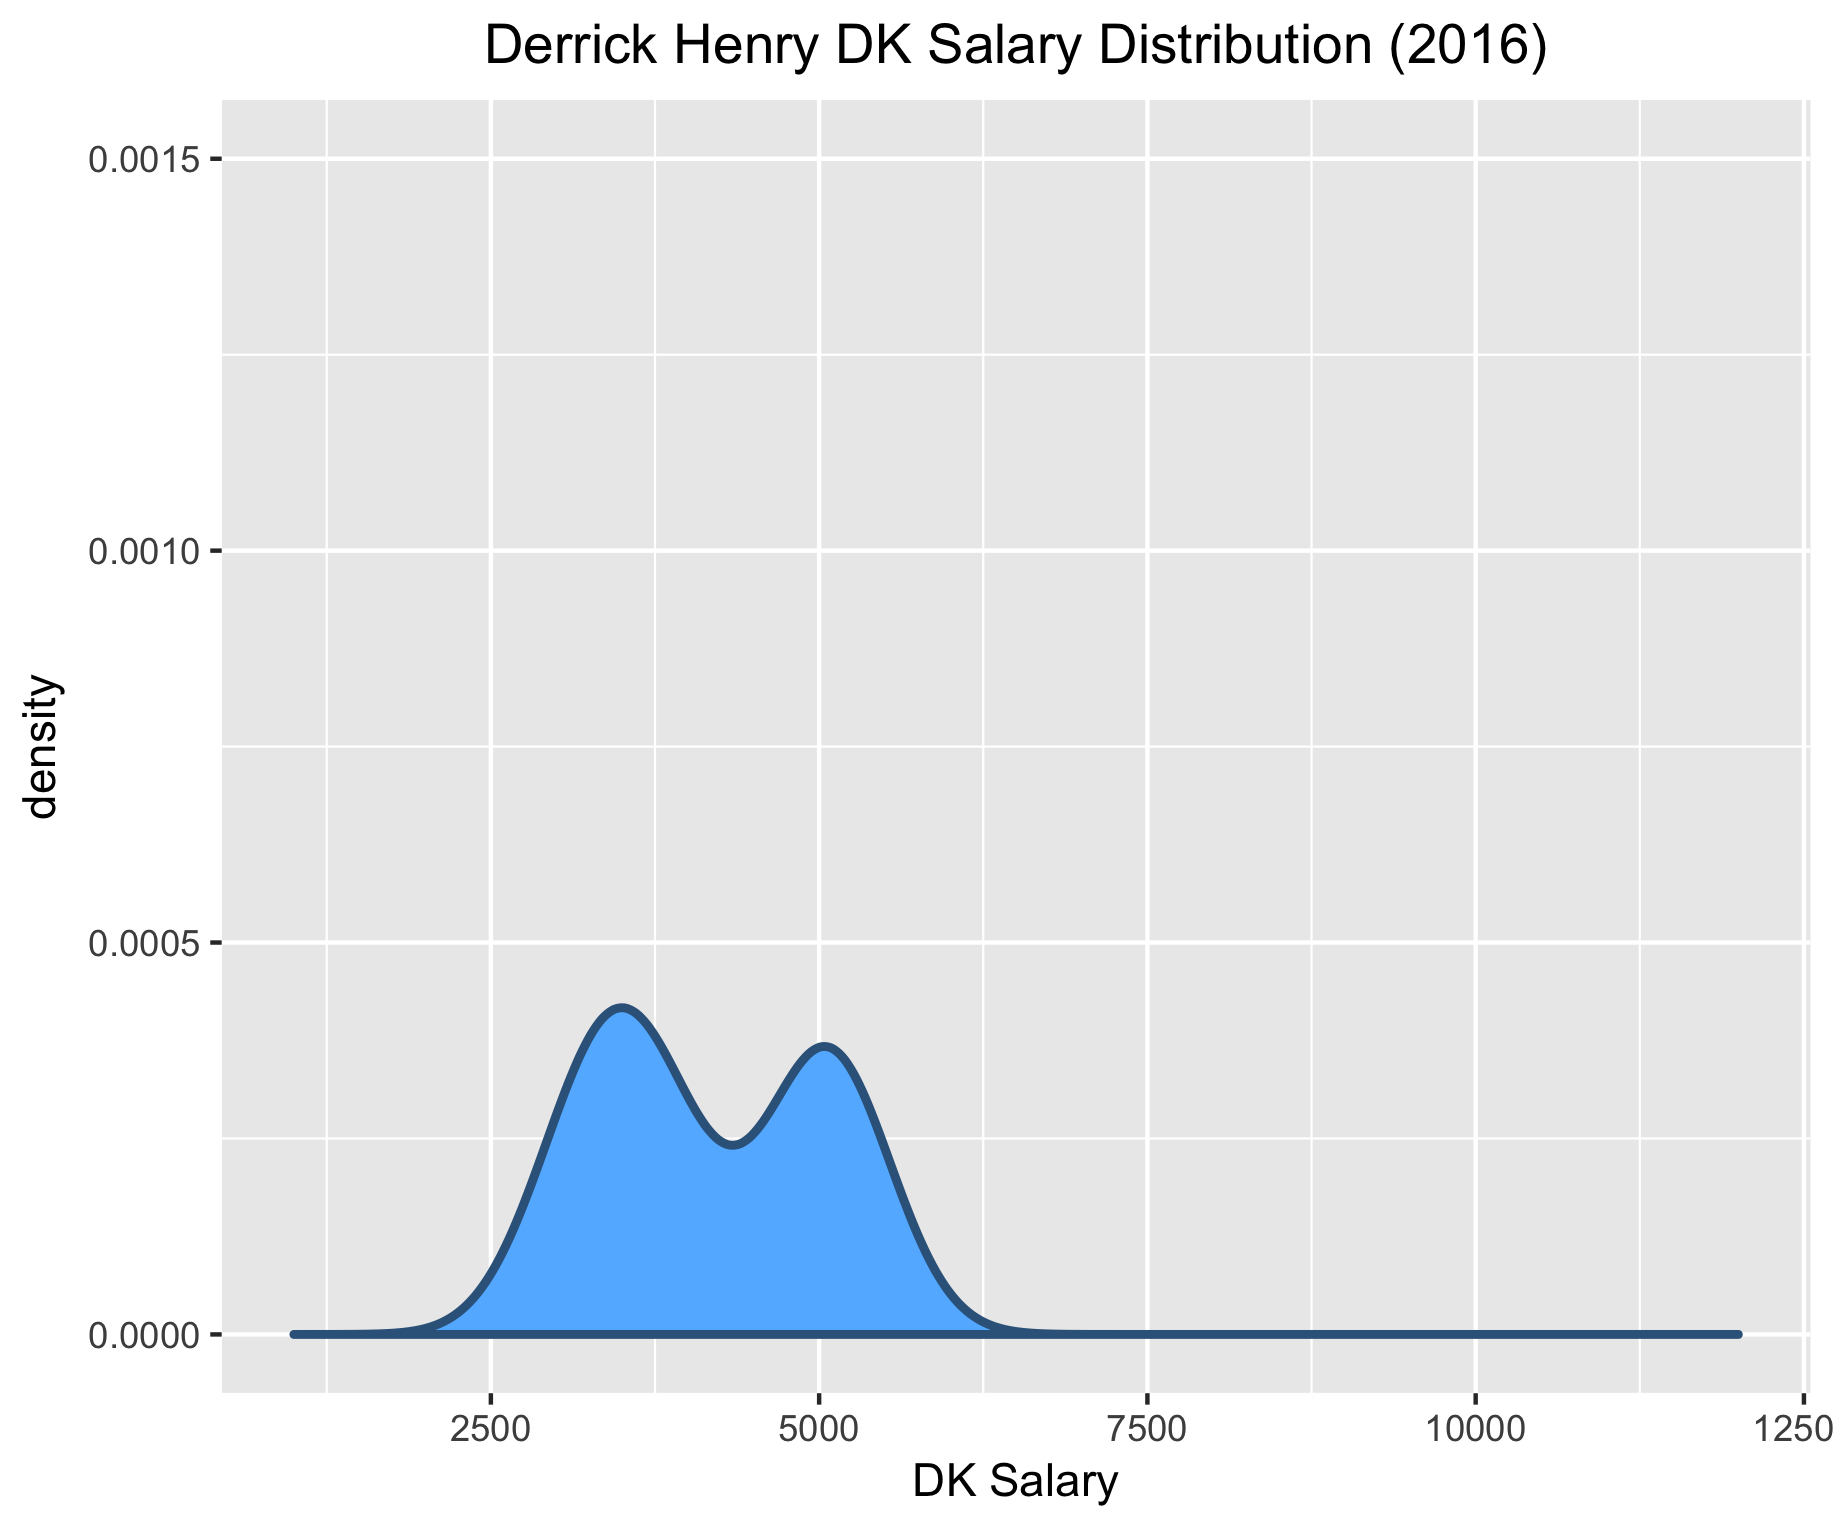 Derrick Henry DK Salary Distribution (2016)
0.0015
0.0010
density
0.0005
0.0000
2500 5000 7500 10000 1250
DK Salary